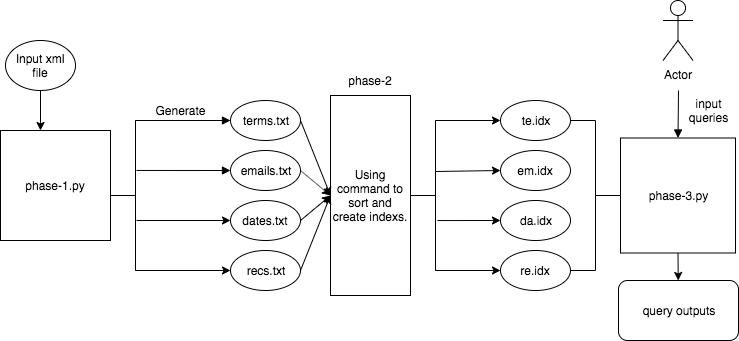 Input xml
file
phase-1.py
Generate
terms.txt
emails.txt
dates.txt
recs.txt
phase-2
Using
command to
sort and
create indexs.
te.idx
em.idx
da.idx
re.idx
Actor
input
queries
phase-3.py
query outputs